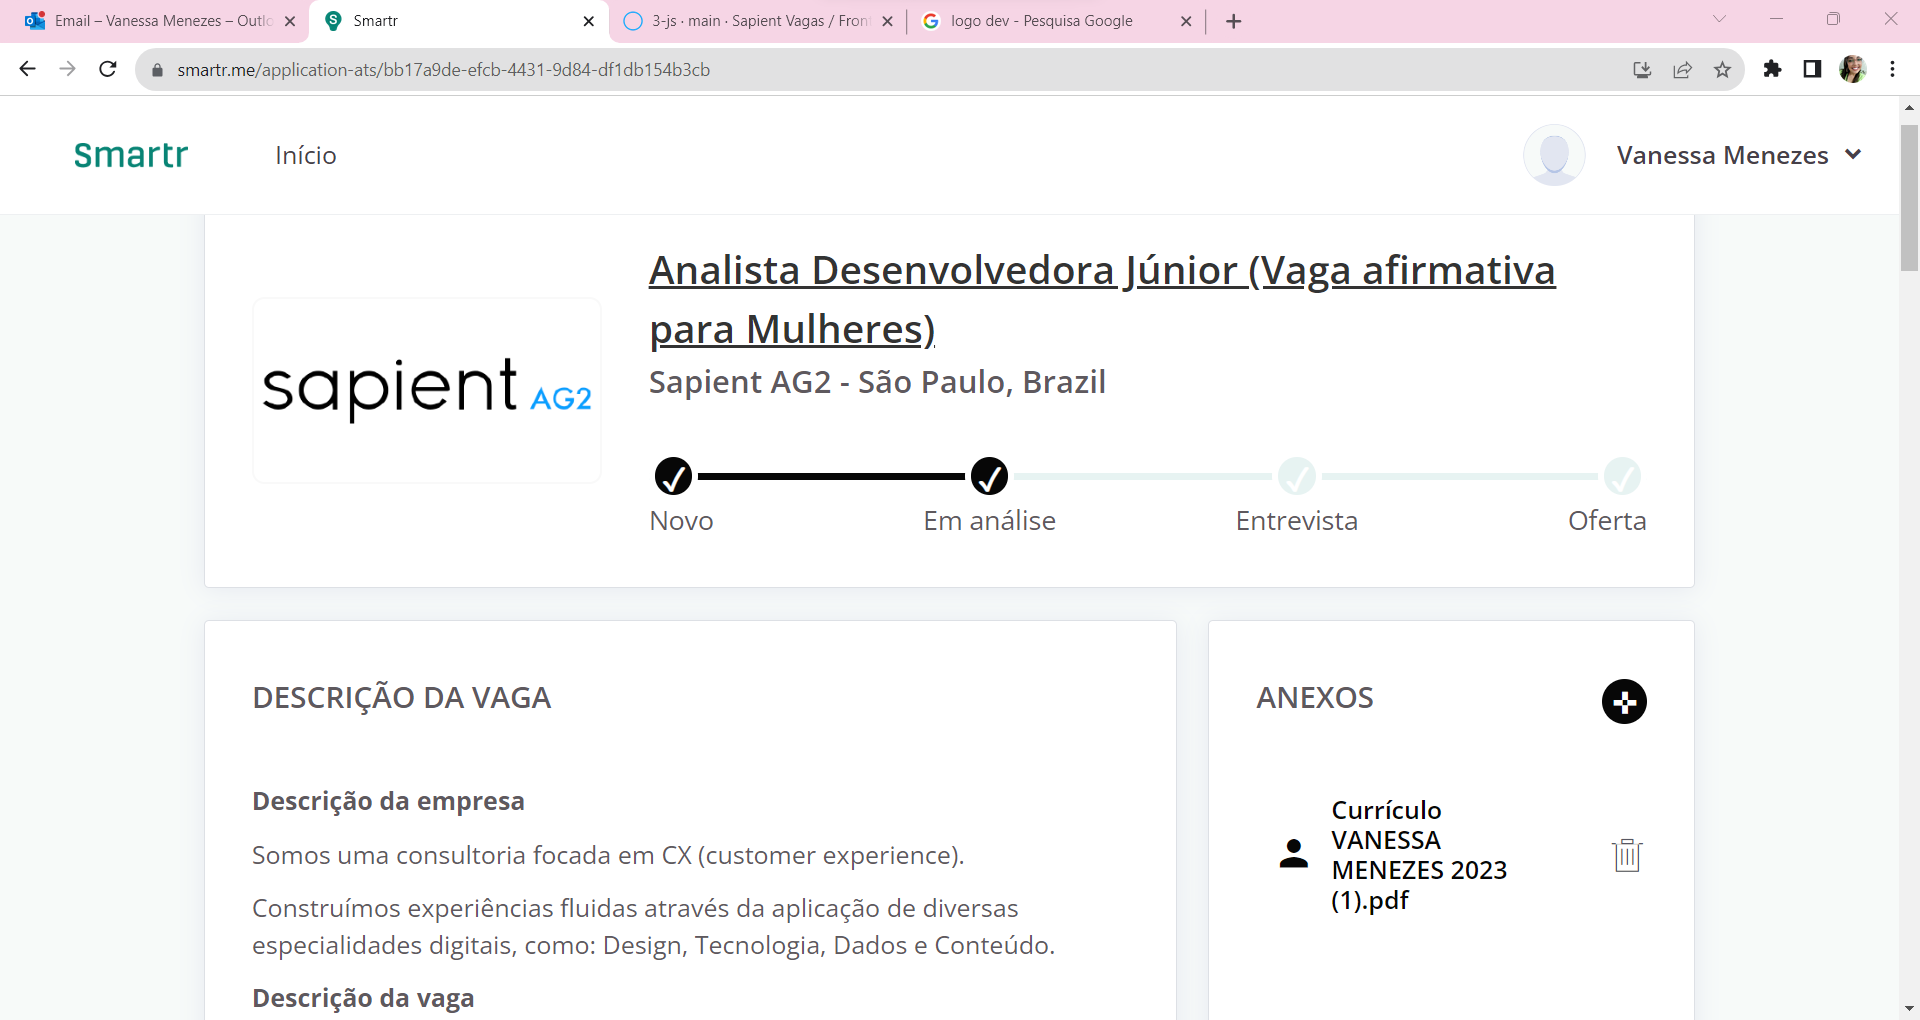 Email – Vanessa Menezes – Outlo
Smartr
3-js · main · Sapient Vagas / Front
logo dev - Pesquisa Google
smartr.me/application-ats/bb17a9de-efcb-4431-9d84-df1db154b3cb
Smartr
Início
Vanessa Menezes
sapient AG2
Analista Desenvolvedora Júnior (Vaga afirmativa
para Mulheres)
Sapient AG2 - São Paulo, Brazil
Novo
Em análise
Entrevista
Oferta
DESCRIÇÃO DA VAGA
Descrição da empresa
Somos uma consultoria focada em CX (customer experience).
Construímos experiências fluidas através da aplicação de diversas
especialidades digitais, como: Design, Tecnologia, Dados e Conteúdo.
Descrição da vaga
ANEXOS
Currículo
VANESSA
MENEZES 2023
(1).pdf